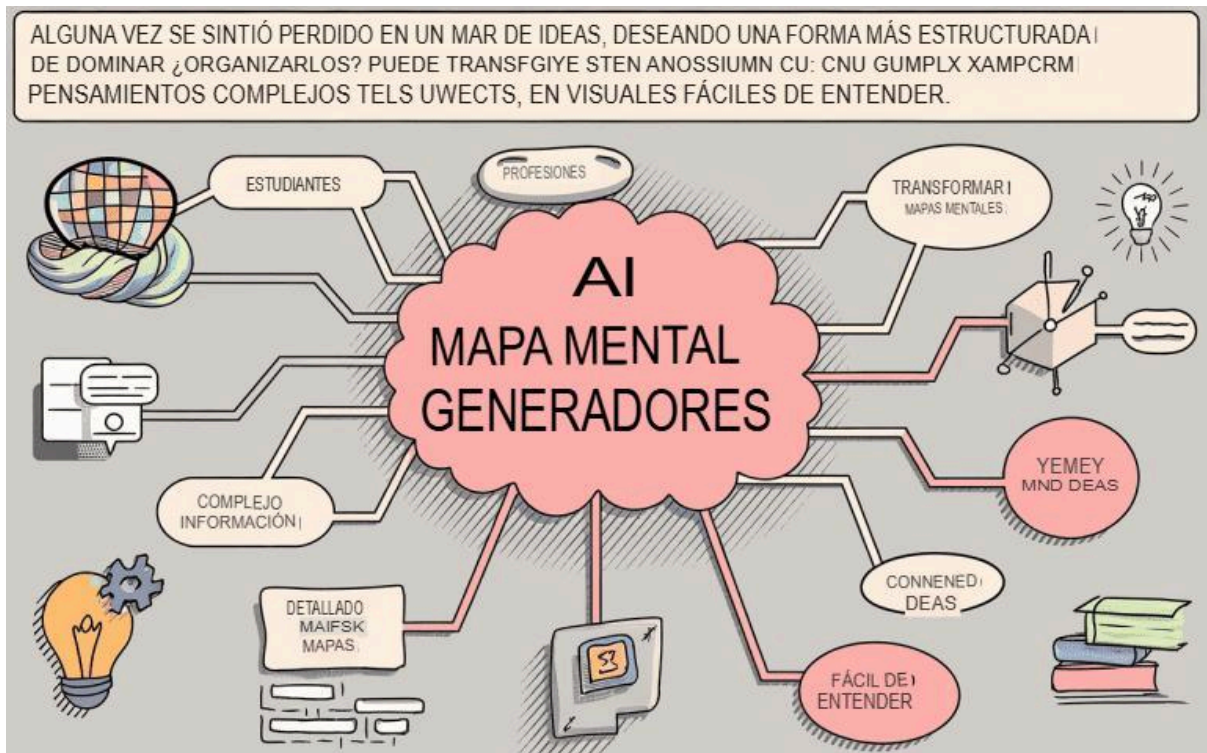 ALGUNA VEZ SE SINTIÓ PERDIDO EN UN MAR DE IDEAS, DESEANDO UNA FORMA MÁS ESTRUCTURADA
DE DOMINAR ¿ORGANIZARLOS? PUEDE TRANSFGIYE STEN ANOSSIUMN CU: CNU GUMPLX XAMPCRM
PENSAMIENTOS COMPLEJOS TELS UWECTS, EN VISUALES FÁCILES DE ENTENDER.
ESTUDIANTES
PROFESIONES
TRANSFORMAR
MAPAS MENTALES
AI
MAPA MENTAL
GENERADORES
YEMEY
MND DEAS
COMPLEJO
INFORMACIÓN
CONNENED
DEAS
DETALLADO
MAIFSK
MAPAS
FÁCIL DE
ENTENDER